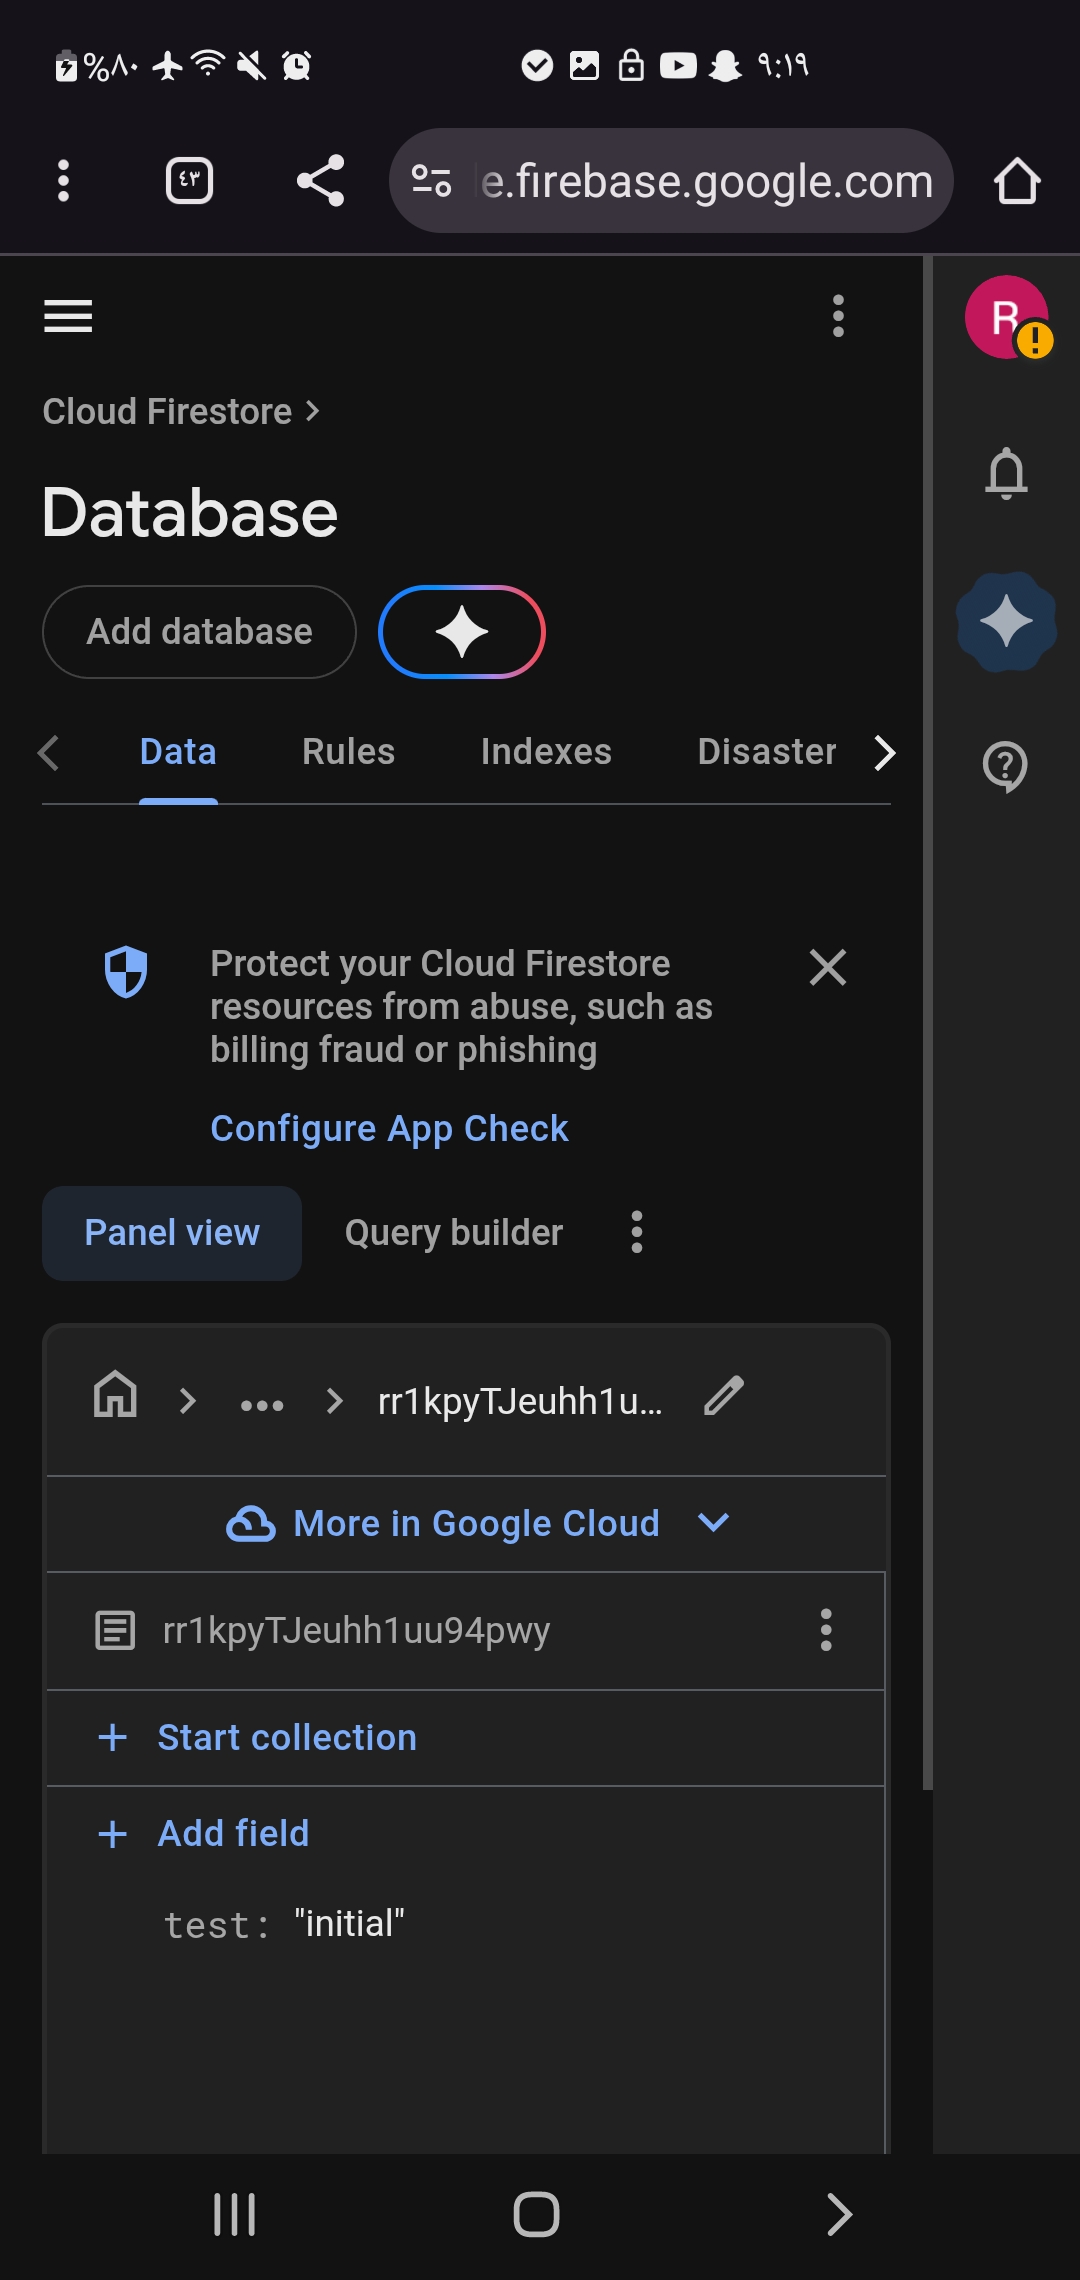 %٨٠
٩:١٩
٤٣
e.firebase.google.com
R
Cloud Firestore
Database
Add database
Data Rules Indexes Disaster
Protect your Cloud Firestore
resources from abuse, such as
billing fraud or phishing
Configure App Check
Panel view Query builder
... rr1kpyTJeuhh1u...
More in Google Cloud
rr1kpyTJeuhh1uu94pwy
+ Start collection
+ Add field
test: "initial"